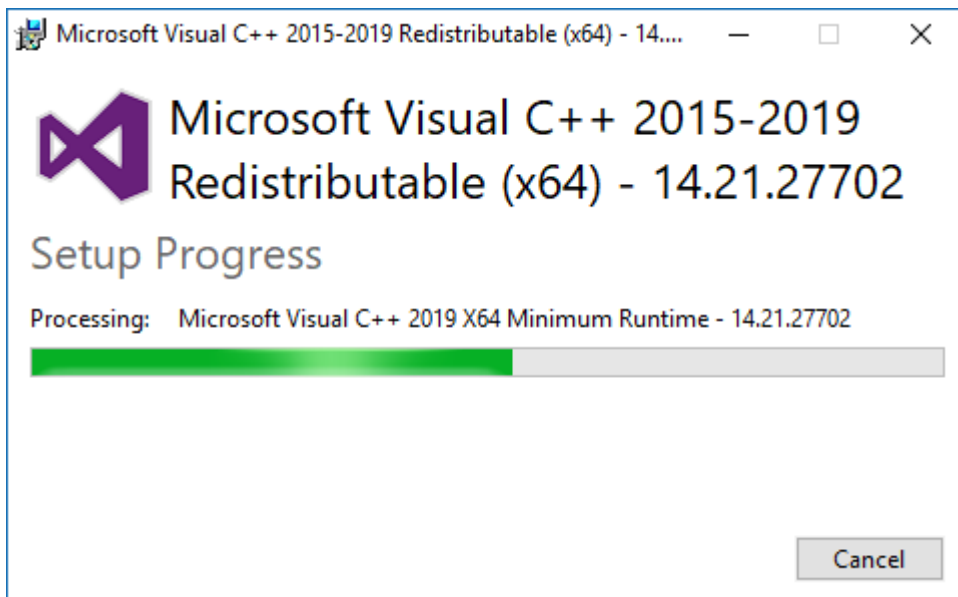 Microsoft Visual C++ 2015-2019 Redistributable (x64) - 14....
Microsoft Visual C++ 2015-2019
Redistributable (x64) - 14.21.27702
Setup Progress
Processing: Microsoft Visual C++ 2019 X64 Minimum Runtime - 14.21.27702
Cancel